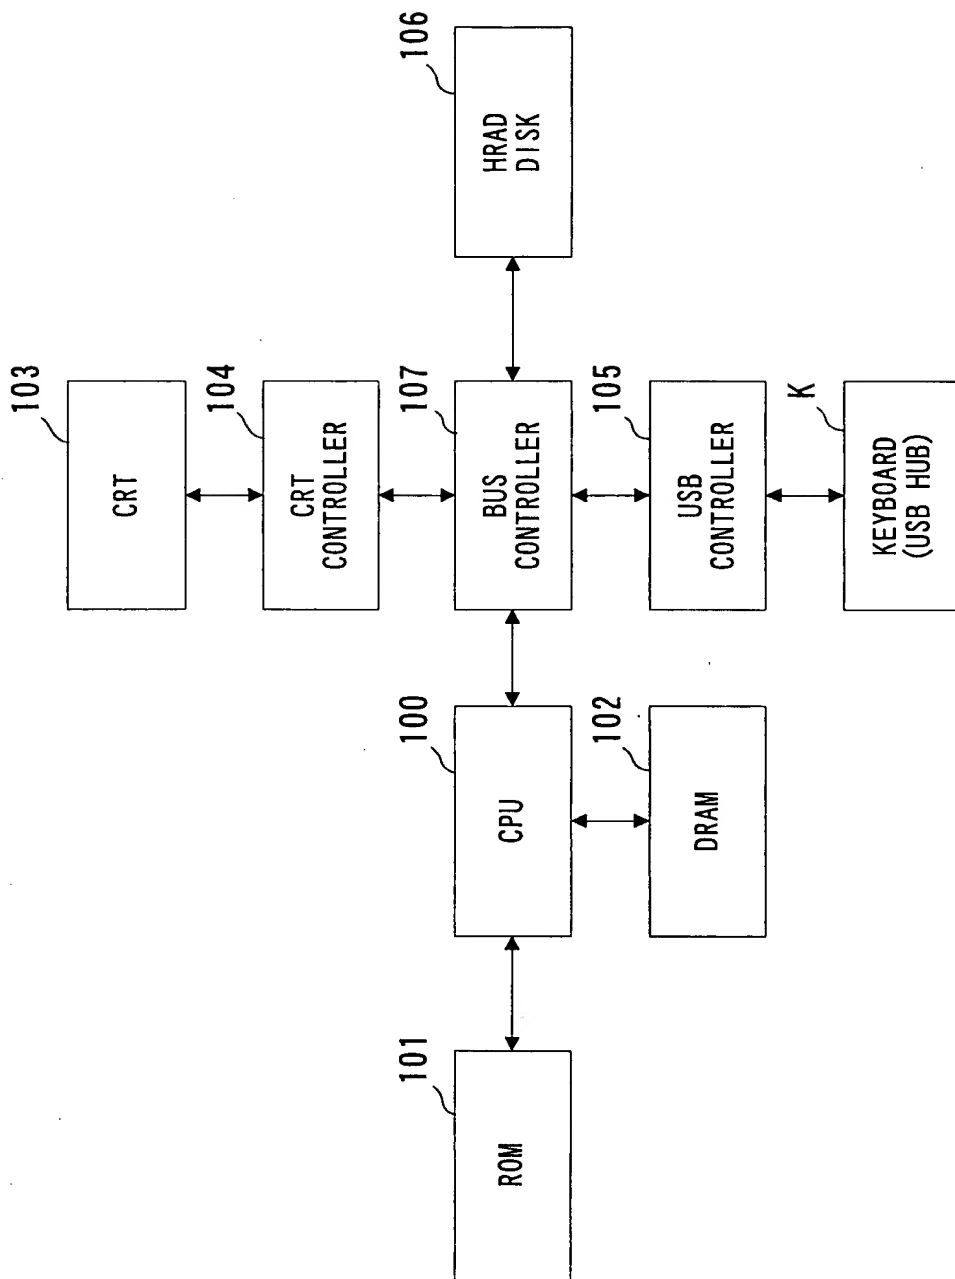 103
CRT
104
CRT
CONTROLLER
101
100
107
106
ROM
CPU
BUS
CONTROLLER
HRAD
DISK
102
105
DRAM
USB
CONTROLLER
K
KEYBOARD
(USB HUB)